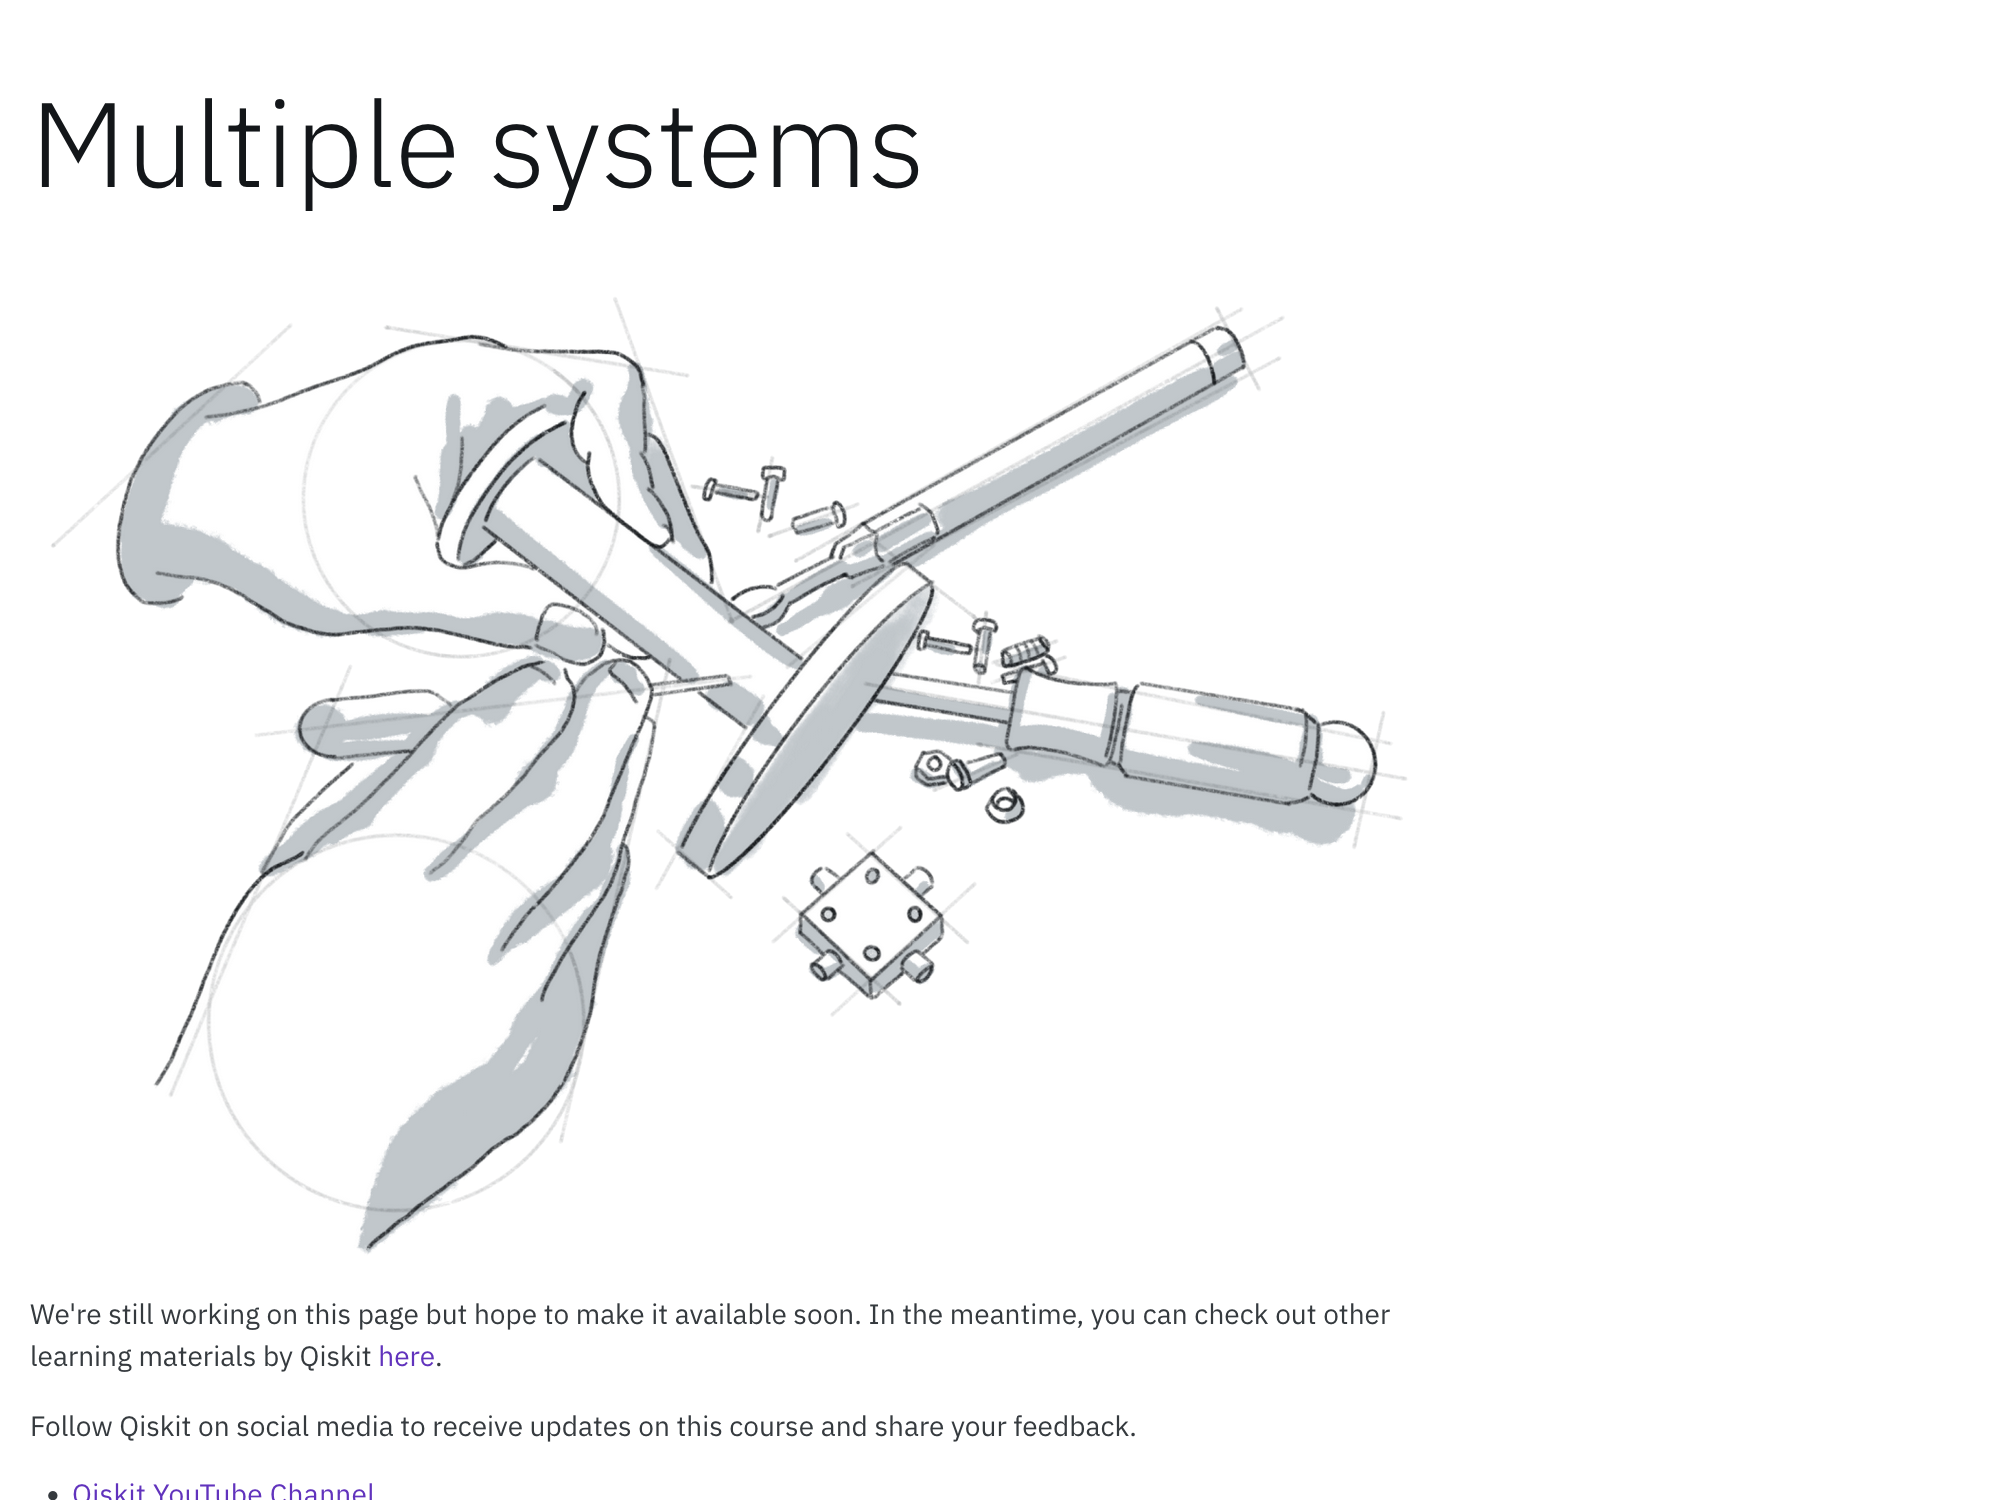 Multiple systems
We're still working on this page but hope to make it available soon. In the meantime, you can check out other
learning materials by Qiskit here.
Follow Qiskit on social media to receive updates on this course and share your feedback.
• Qiskit YouTube Channel